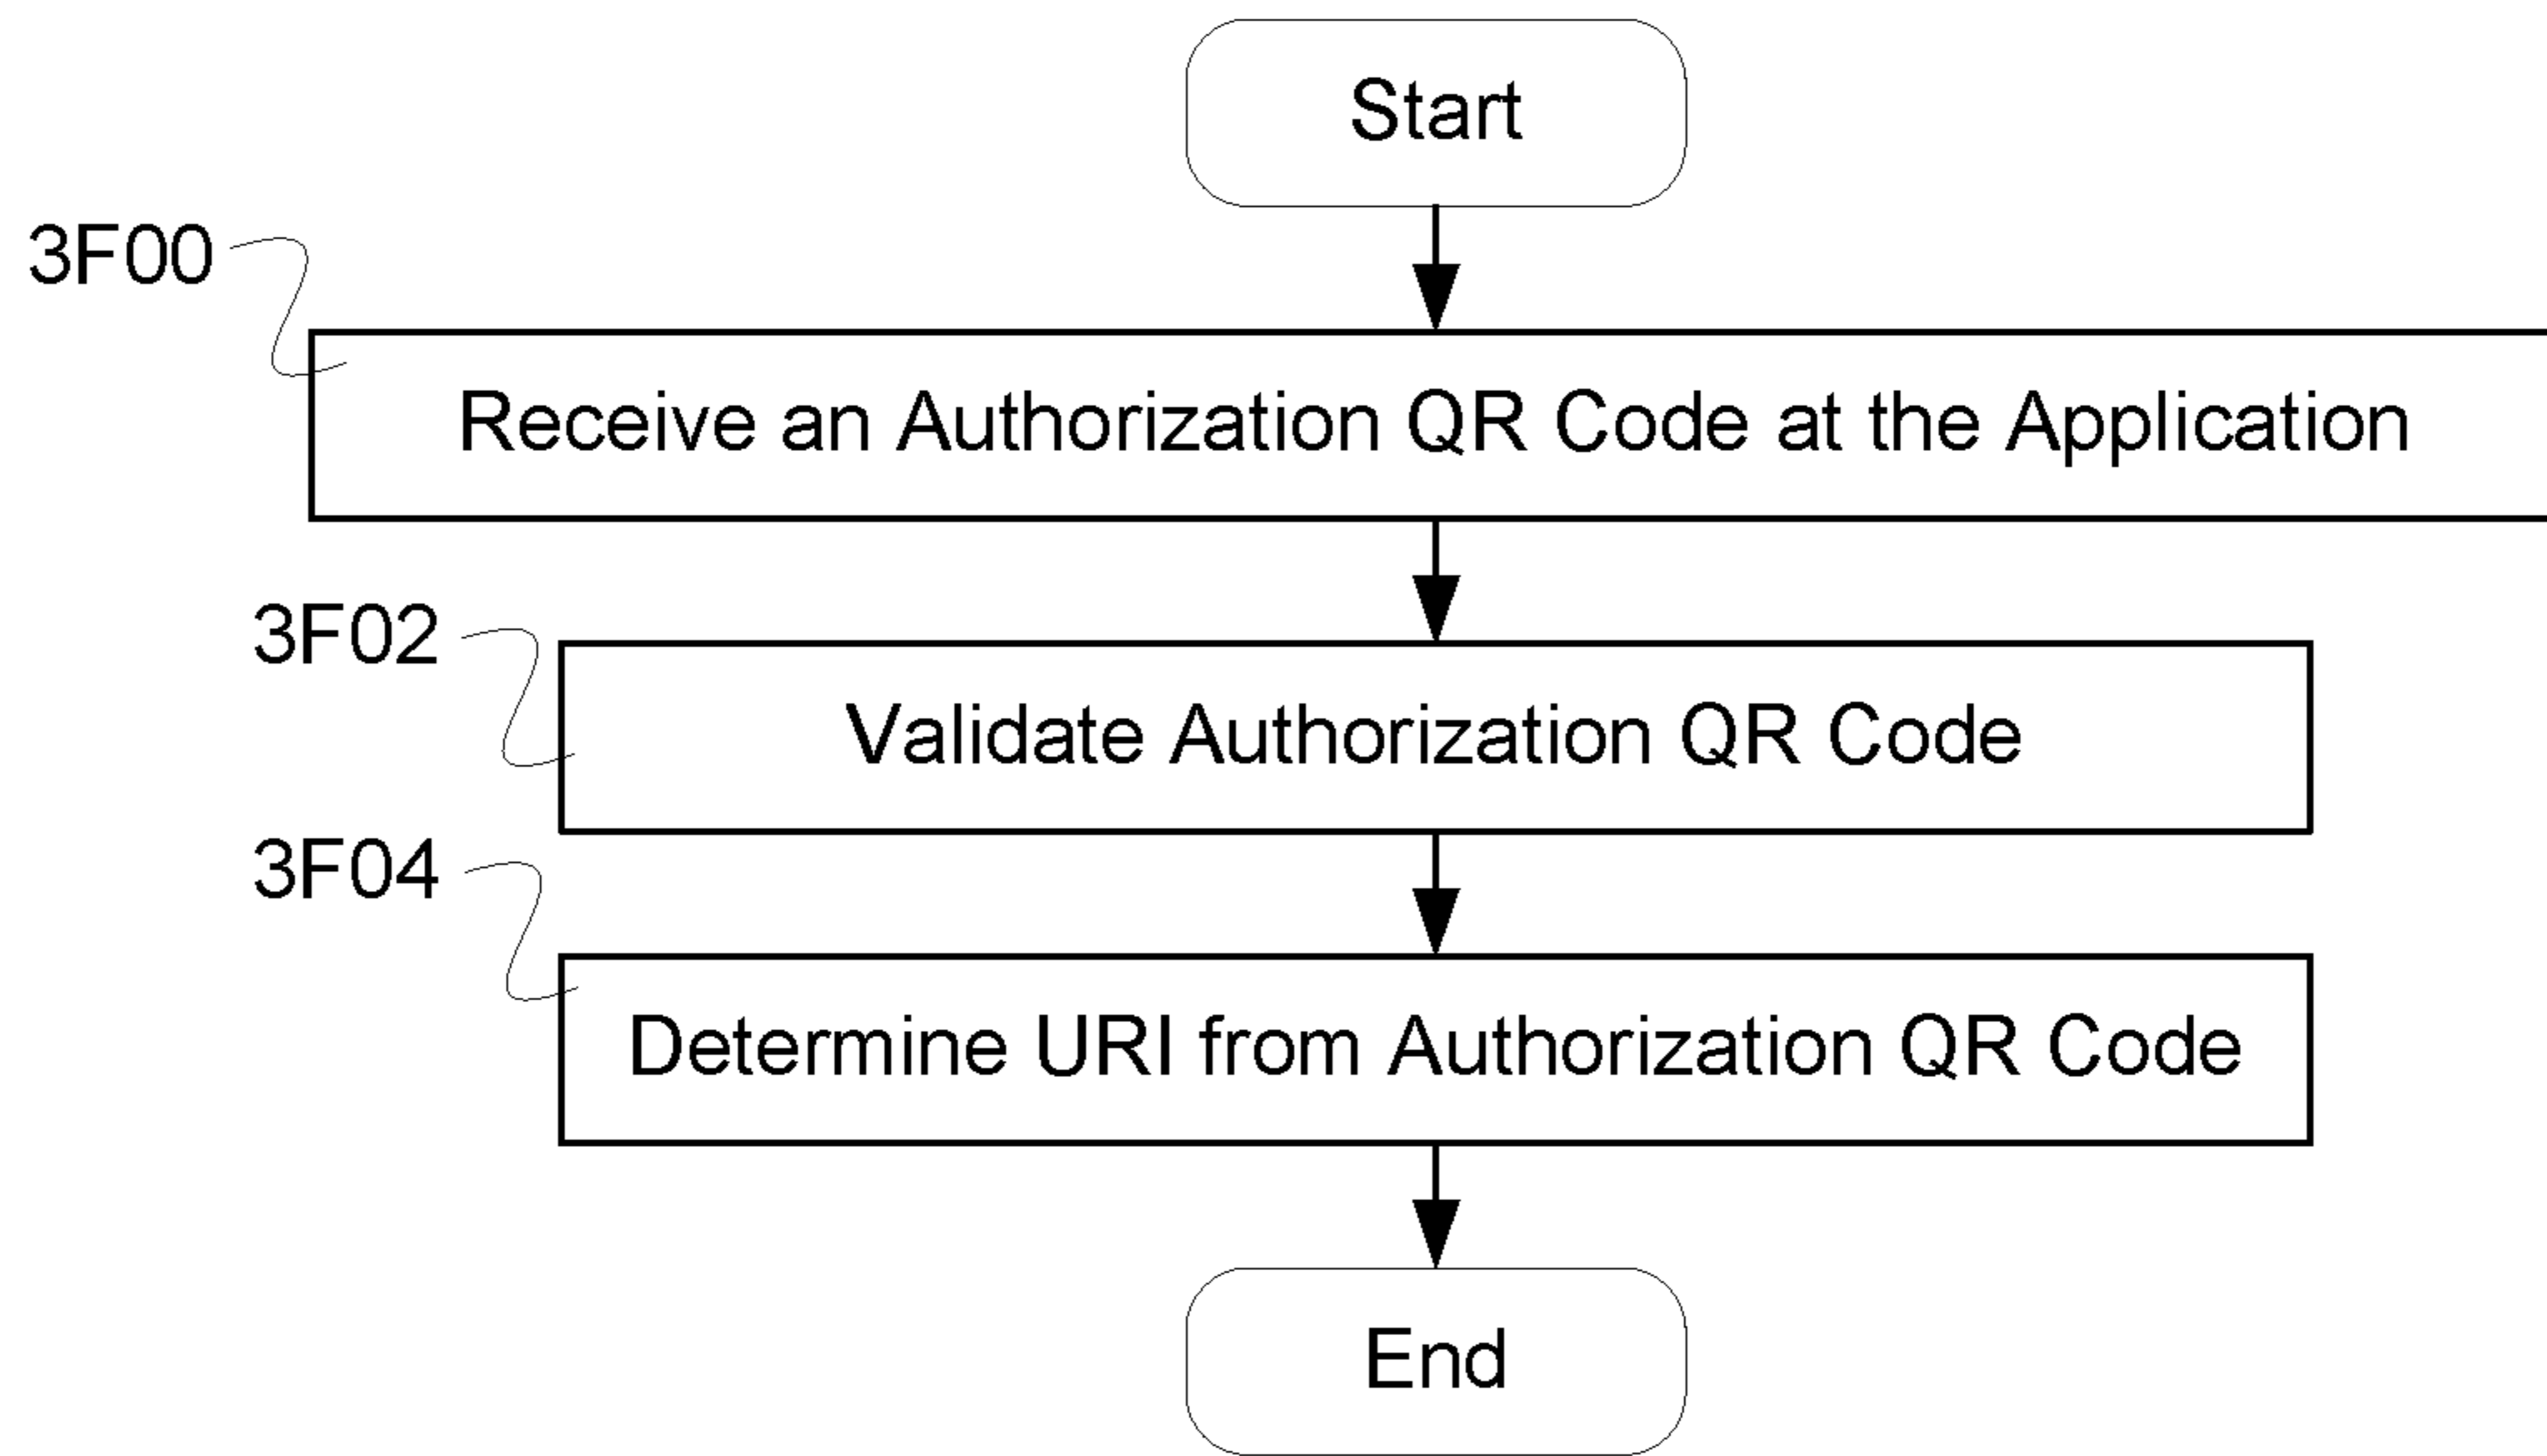 Start
3F00
Receive an Authorization QR Code at the Application
3F02
Validate Authorization QR Code
3F04
Determine URI from Authorization QR Code
End